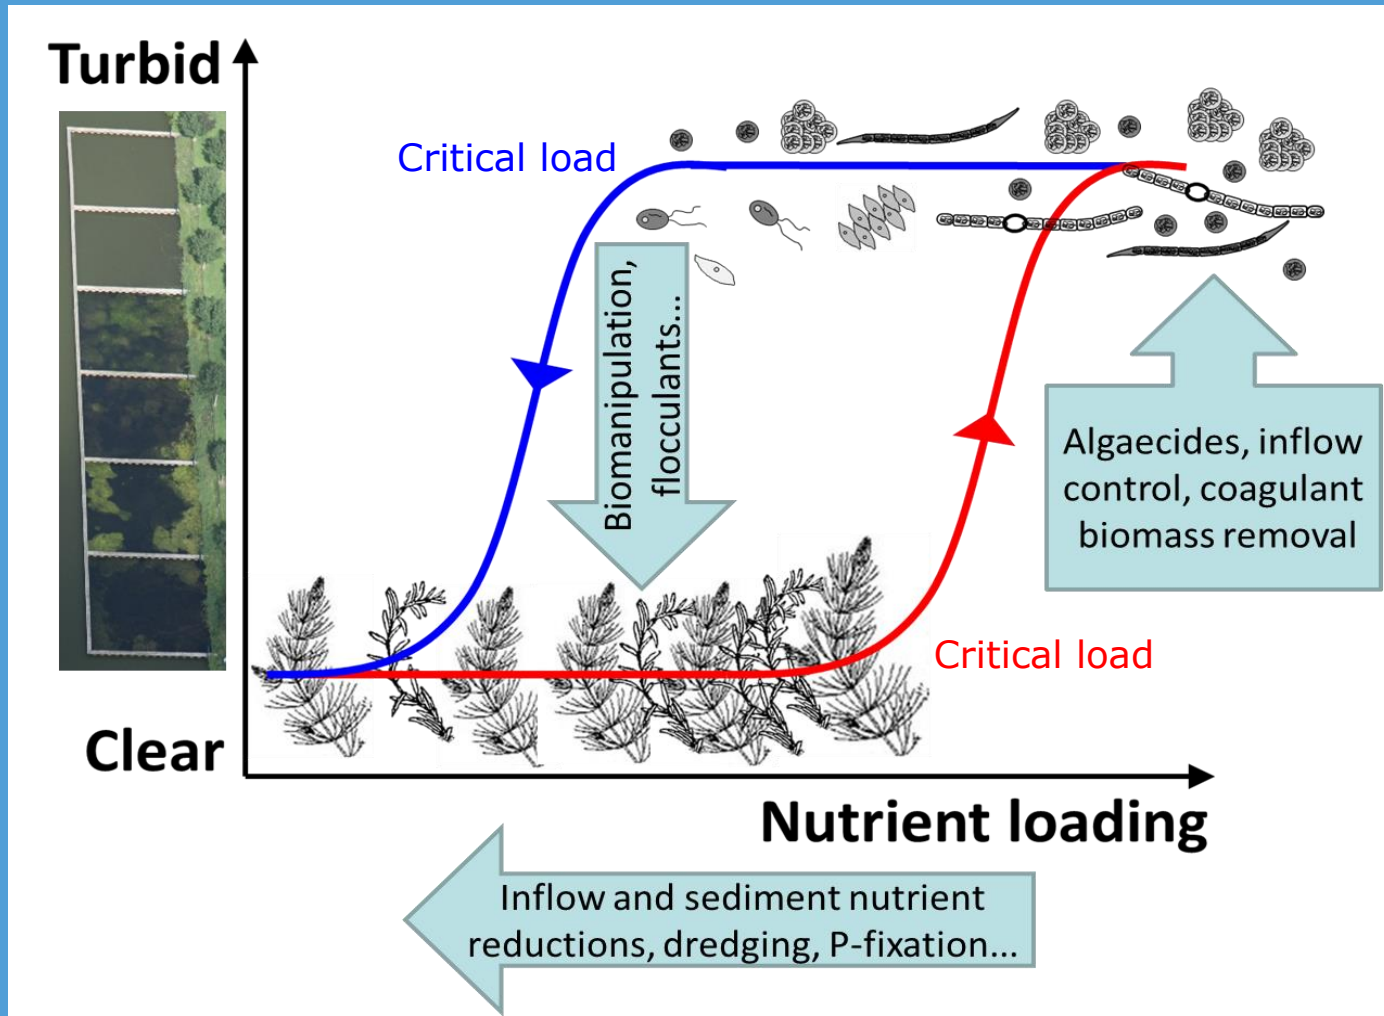 Turbid
Critical load
Biomanipulation,
flocculants...
Algaecides, inflow
control, coagulant
biomass removal
Critical load
Clear
Nutrient loading
Inflow and sediment nutrient
reductions, dredging, P-fixation...